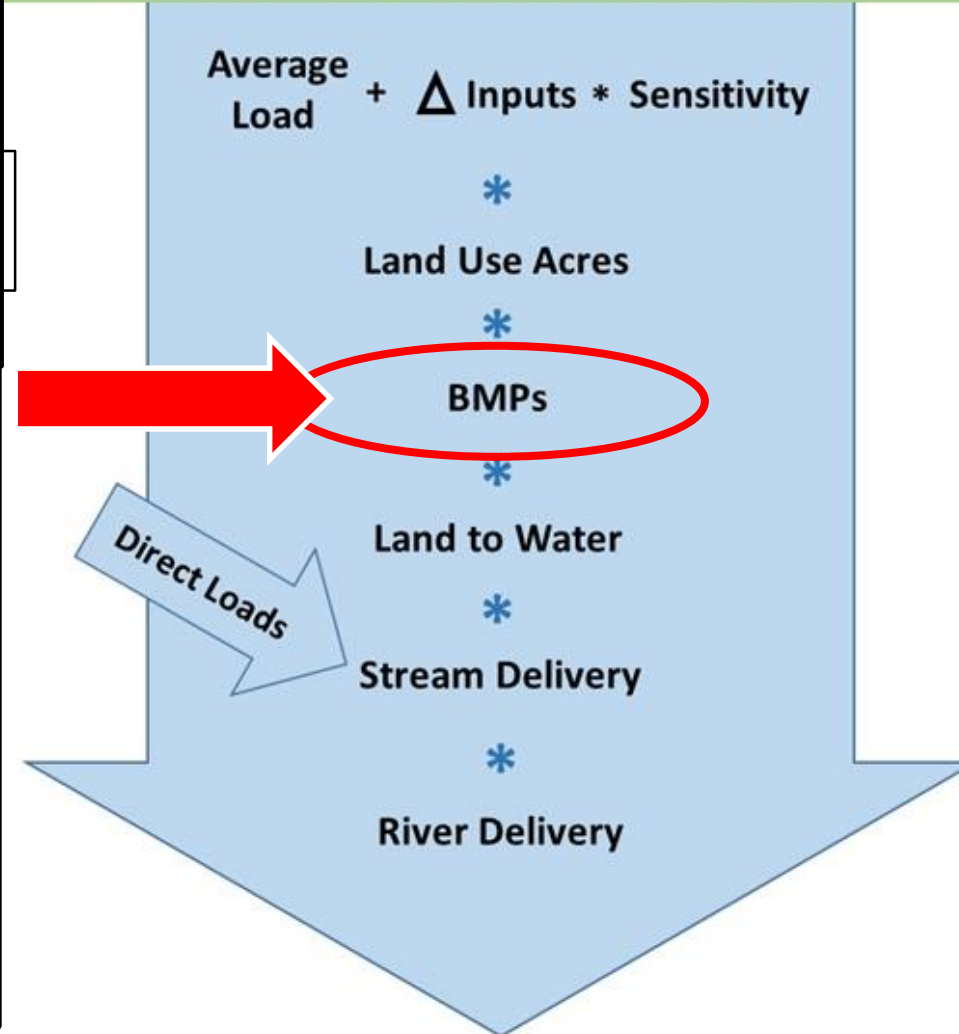 Average
Load + Δ Inputs * Sensitivity
*
Land Use Acres
*
BMPs
*
Land to Water
Direct Loads
*
Stream Delivery
*
River Delivery